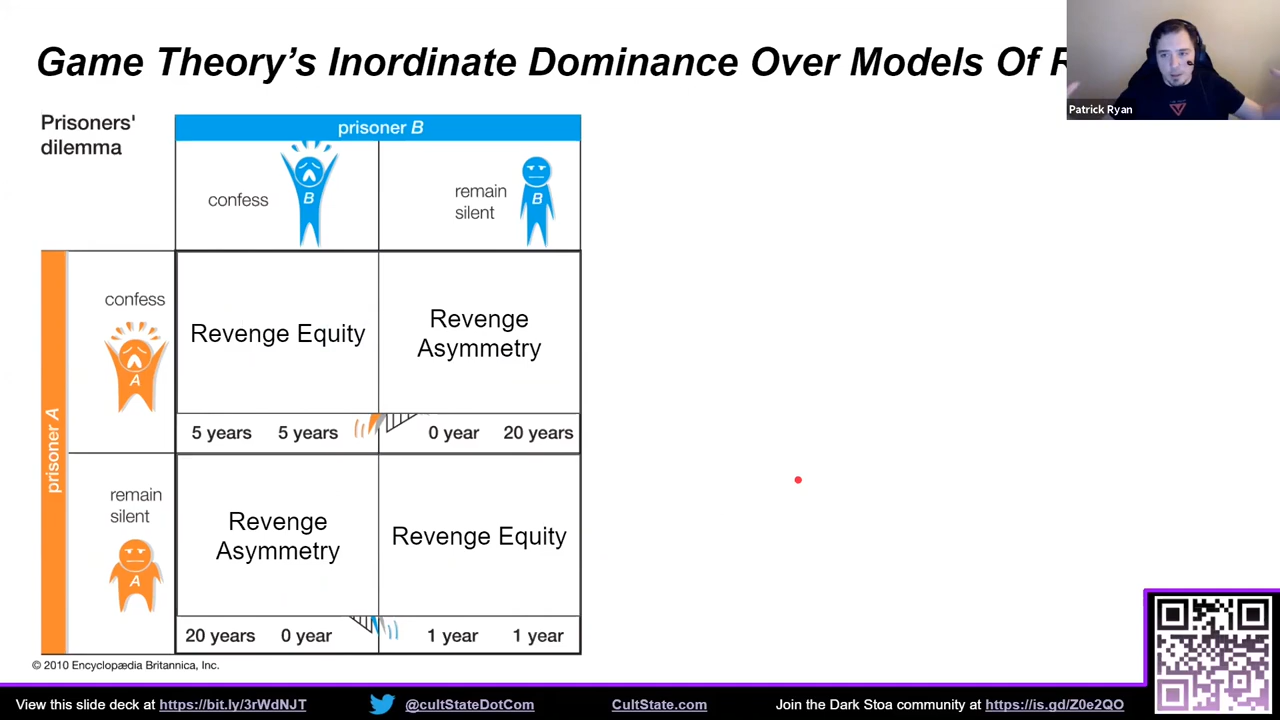 Game Theory's Inordinate Dominance Over Models Of
Patrick Ryan
Prisoners'
dilemma
prisoner B
confess
B
remain
silent
B
prisoner A
confess
A
Revenge Equity
Revenge
Asymmetry
5 years 5 years
0 year 20 years
remain
silent
A
Revenge
Asymmetry
Revenge Equity
20 years 0 year
1 year 1 year
© 2010 Encyclopædia Britannica, Inc.
View this slide deck at https://bit.ly/3rWdNJT
@cultStateDotCom
CultState.com
Join the Dark Stoa community at https://is.gd/Z0e2QO